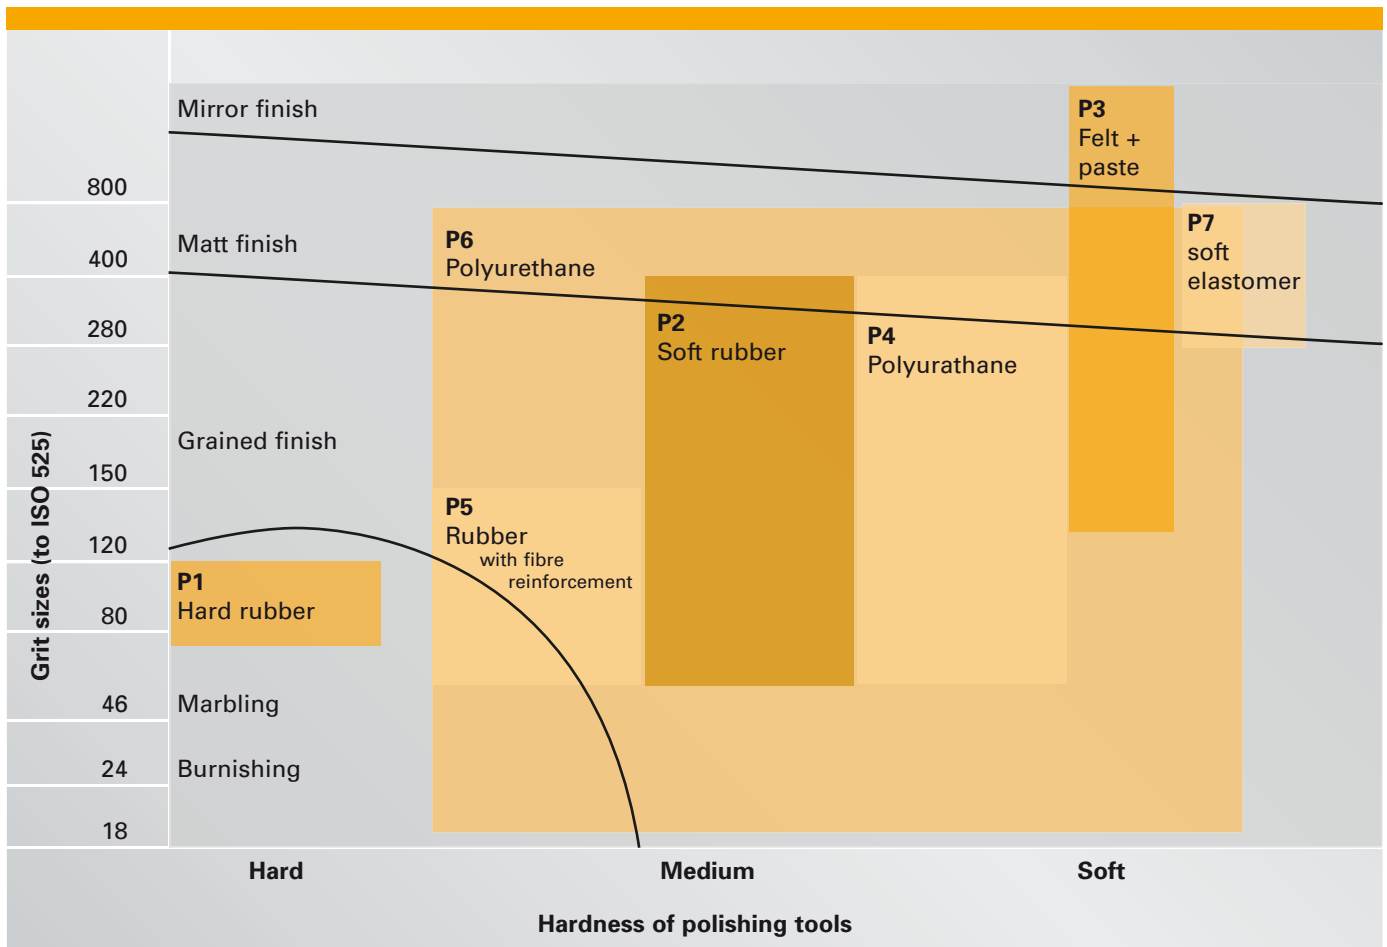 Mirror finish
P3
Felt +
paste
800
Matt finish
P6
Polyurethane
P7
soft
elastomer
400
280
P2
Soft rubber
P4
Polyurathane
220
Grained finish
150
P5
Rubber
with fibre
reinforcement
120
P1
Hard rubber
80
Grit sizes (to ISO 525)
46
Marbling
24
Burnishing
18
Hard
Medium
Soft
Hardness of polishing tools